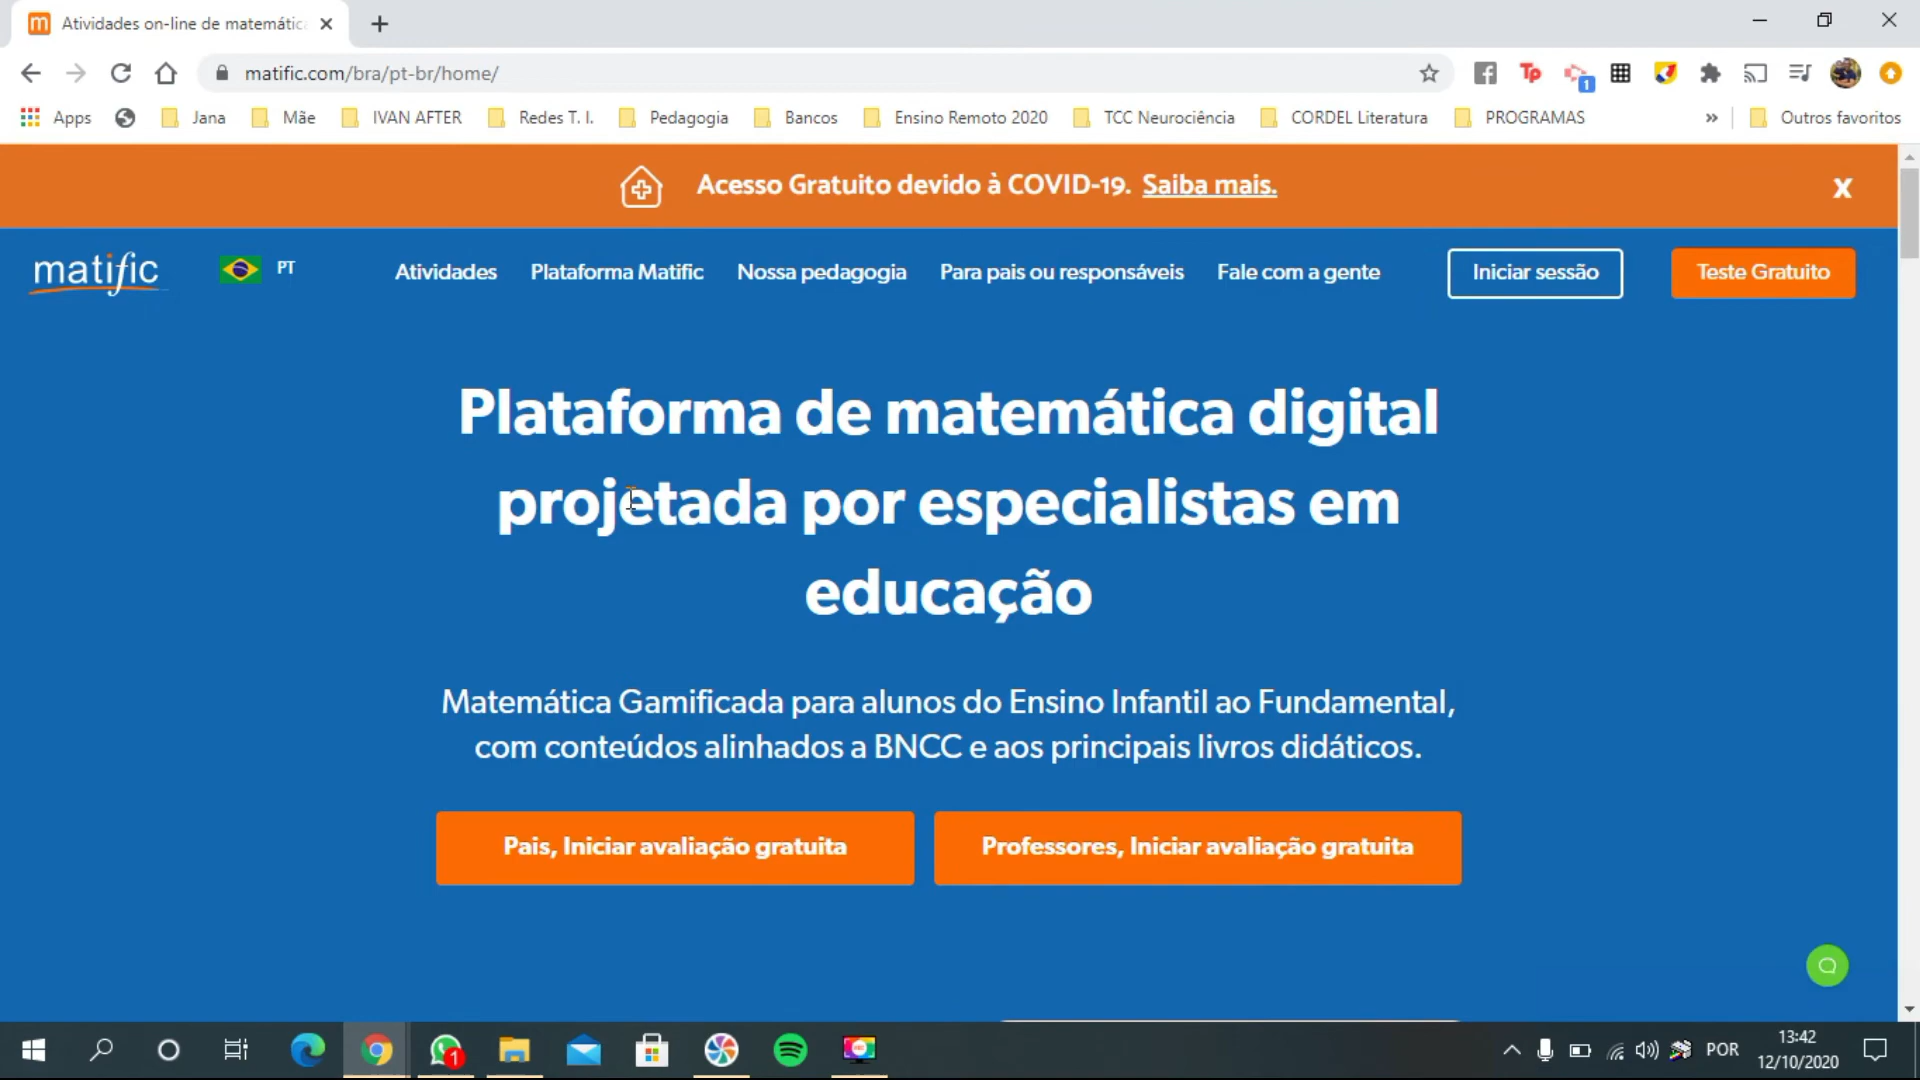 Atividades on-line de matemática
matific.com/bra/pt-br/home/
Tp
1
Apps
Jana
Mãe
IVAN AFTER
Redes T. I.
Pedagogia
Bancos
Ensino Remoto 2020
TCC Neurociência
CORDEL Literatura
PROGRAMAS
»
Outros favoritos
Acesso Gratuito devido à COVID-19. Saiba mais.
X
matific
PT
Atividades
Plataforma Matific
Nossa pedagogia
Para pais ou responsáveis
Fale com a gente
Iniciar sessão
Teste Gratuito
Plataforma de matemática digital
projetada por especialistas em
educação
Matemática Gamificada para alunos do Ensino Infantil ao Fundamental,
com conteúdos alinhados a BNCC e aos principais livros didáticos.
Pais, Iniciar avaliação gratuita
Professores, Iniciar avaliação gratuita
1
POR
13:42
12/10/2020